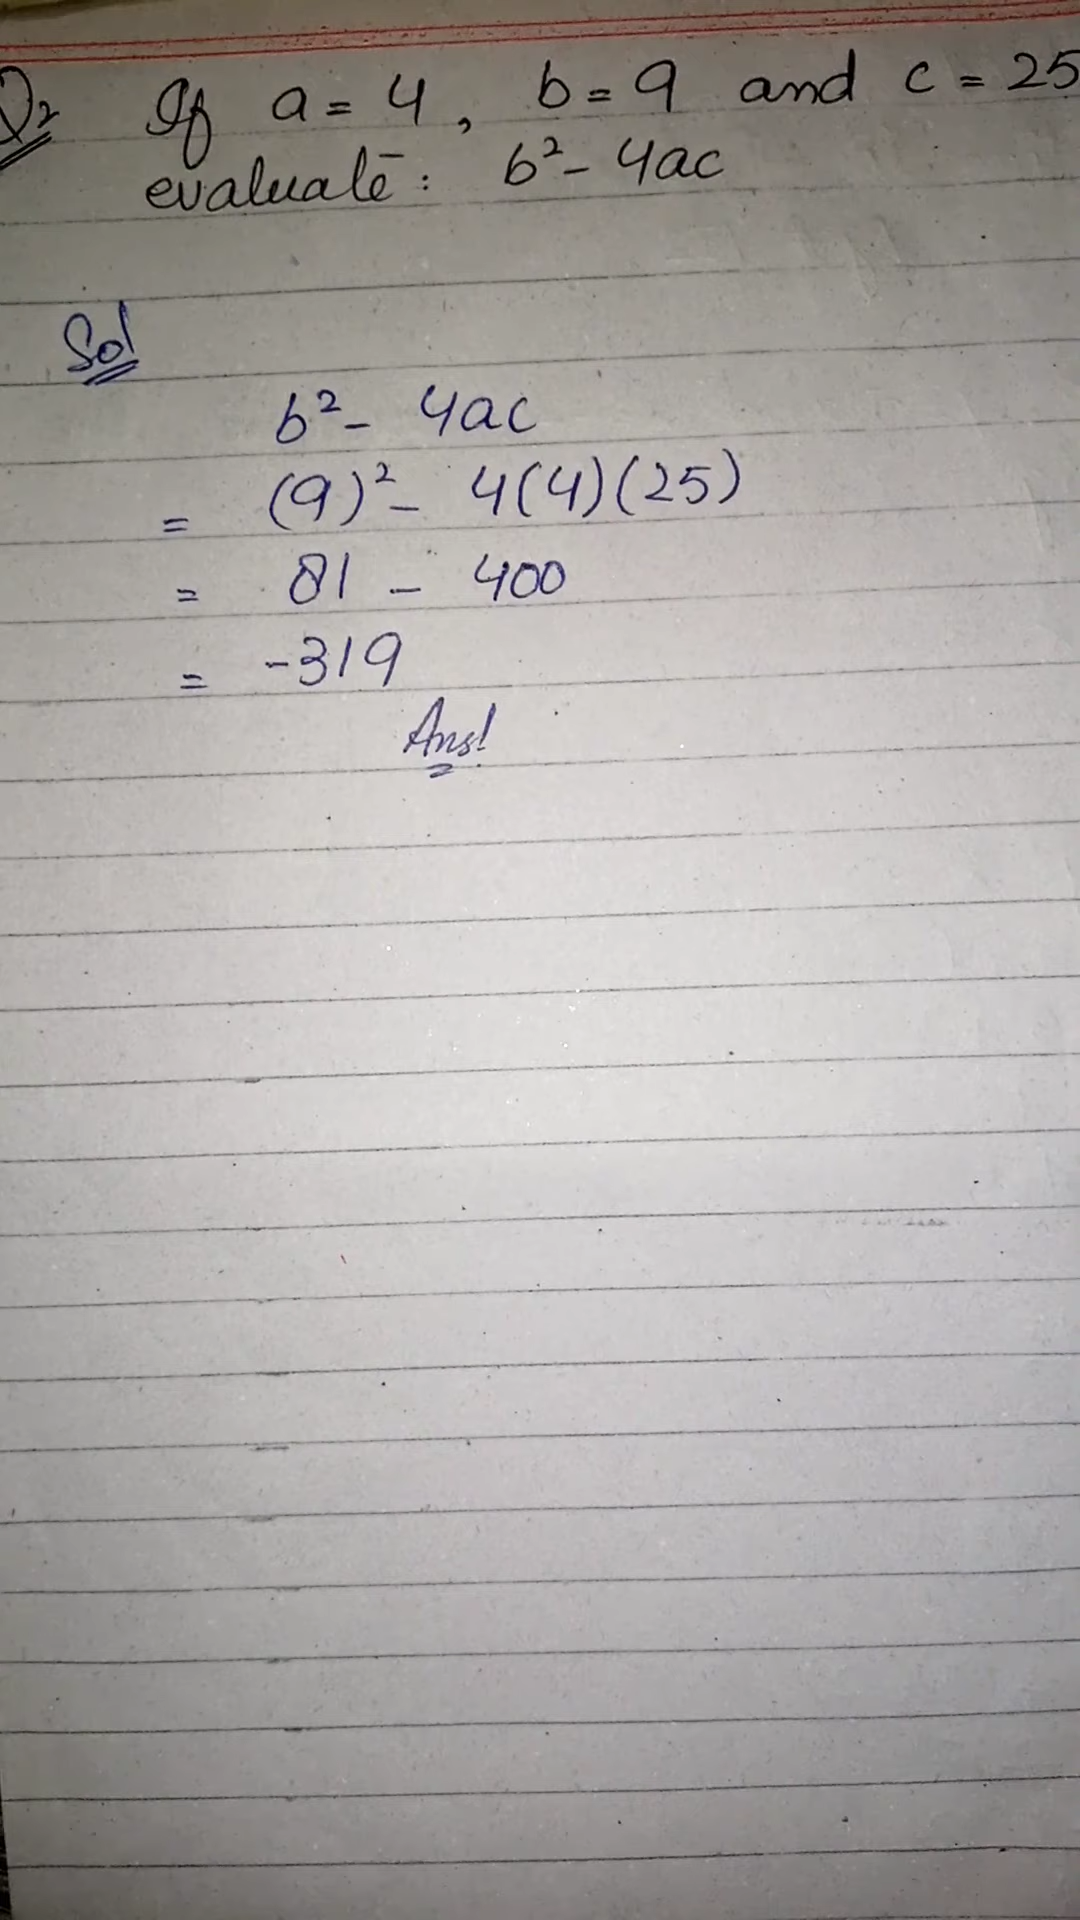 Q2 If a = 4, b = 9 and c = 25
evaluate : b² - 4ac
Sol
b² - 4ac
= (9)² - 4(4)(25)
= 81 - 400
= -319
Ans!